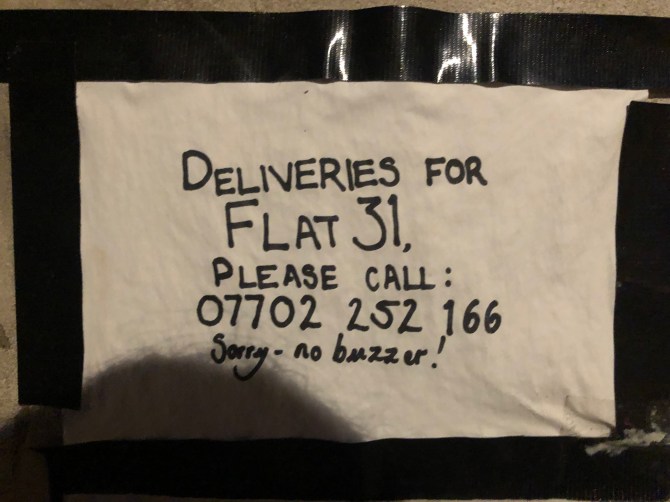 DELIVERIES FOR
FLAT 31,
PLEASE CALL:
07702 252 166
Sorry - no buzzer!